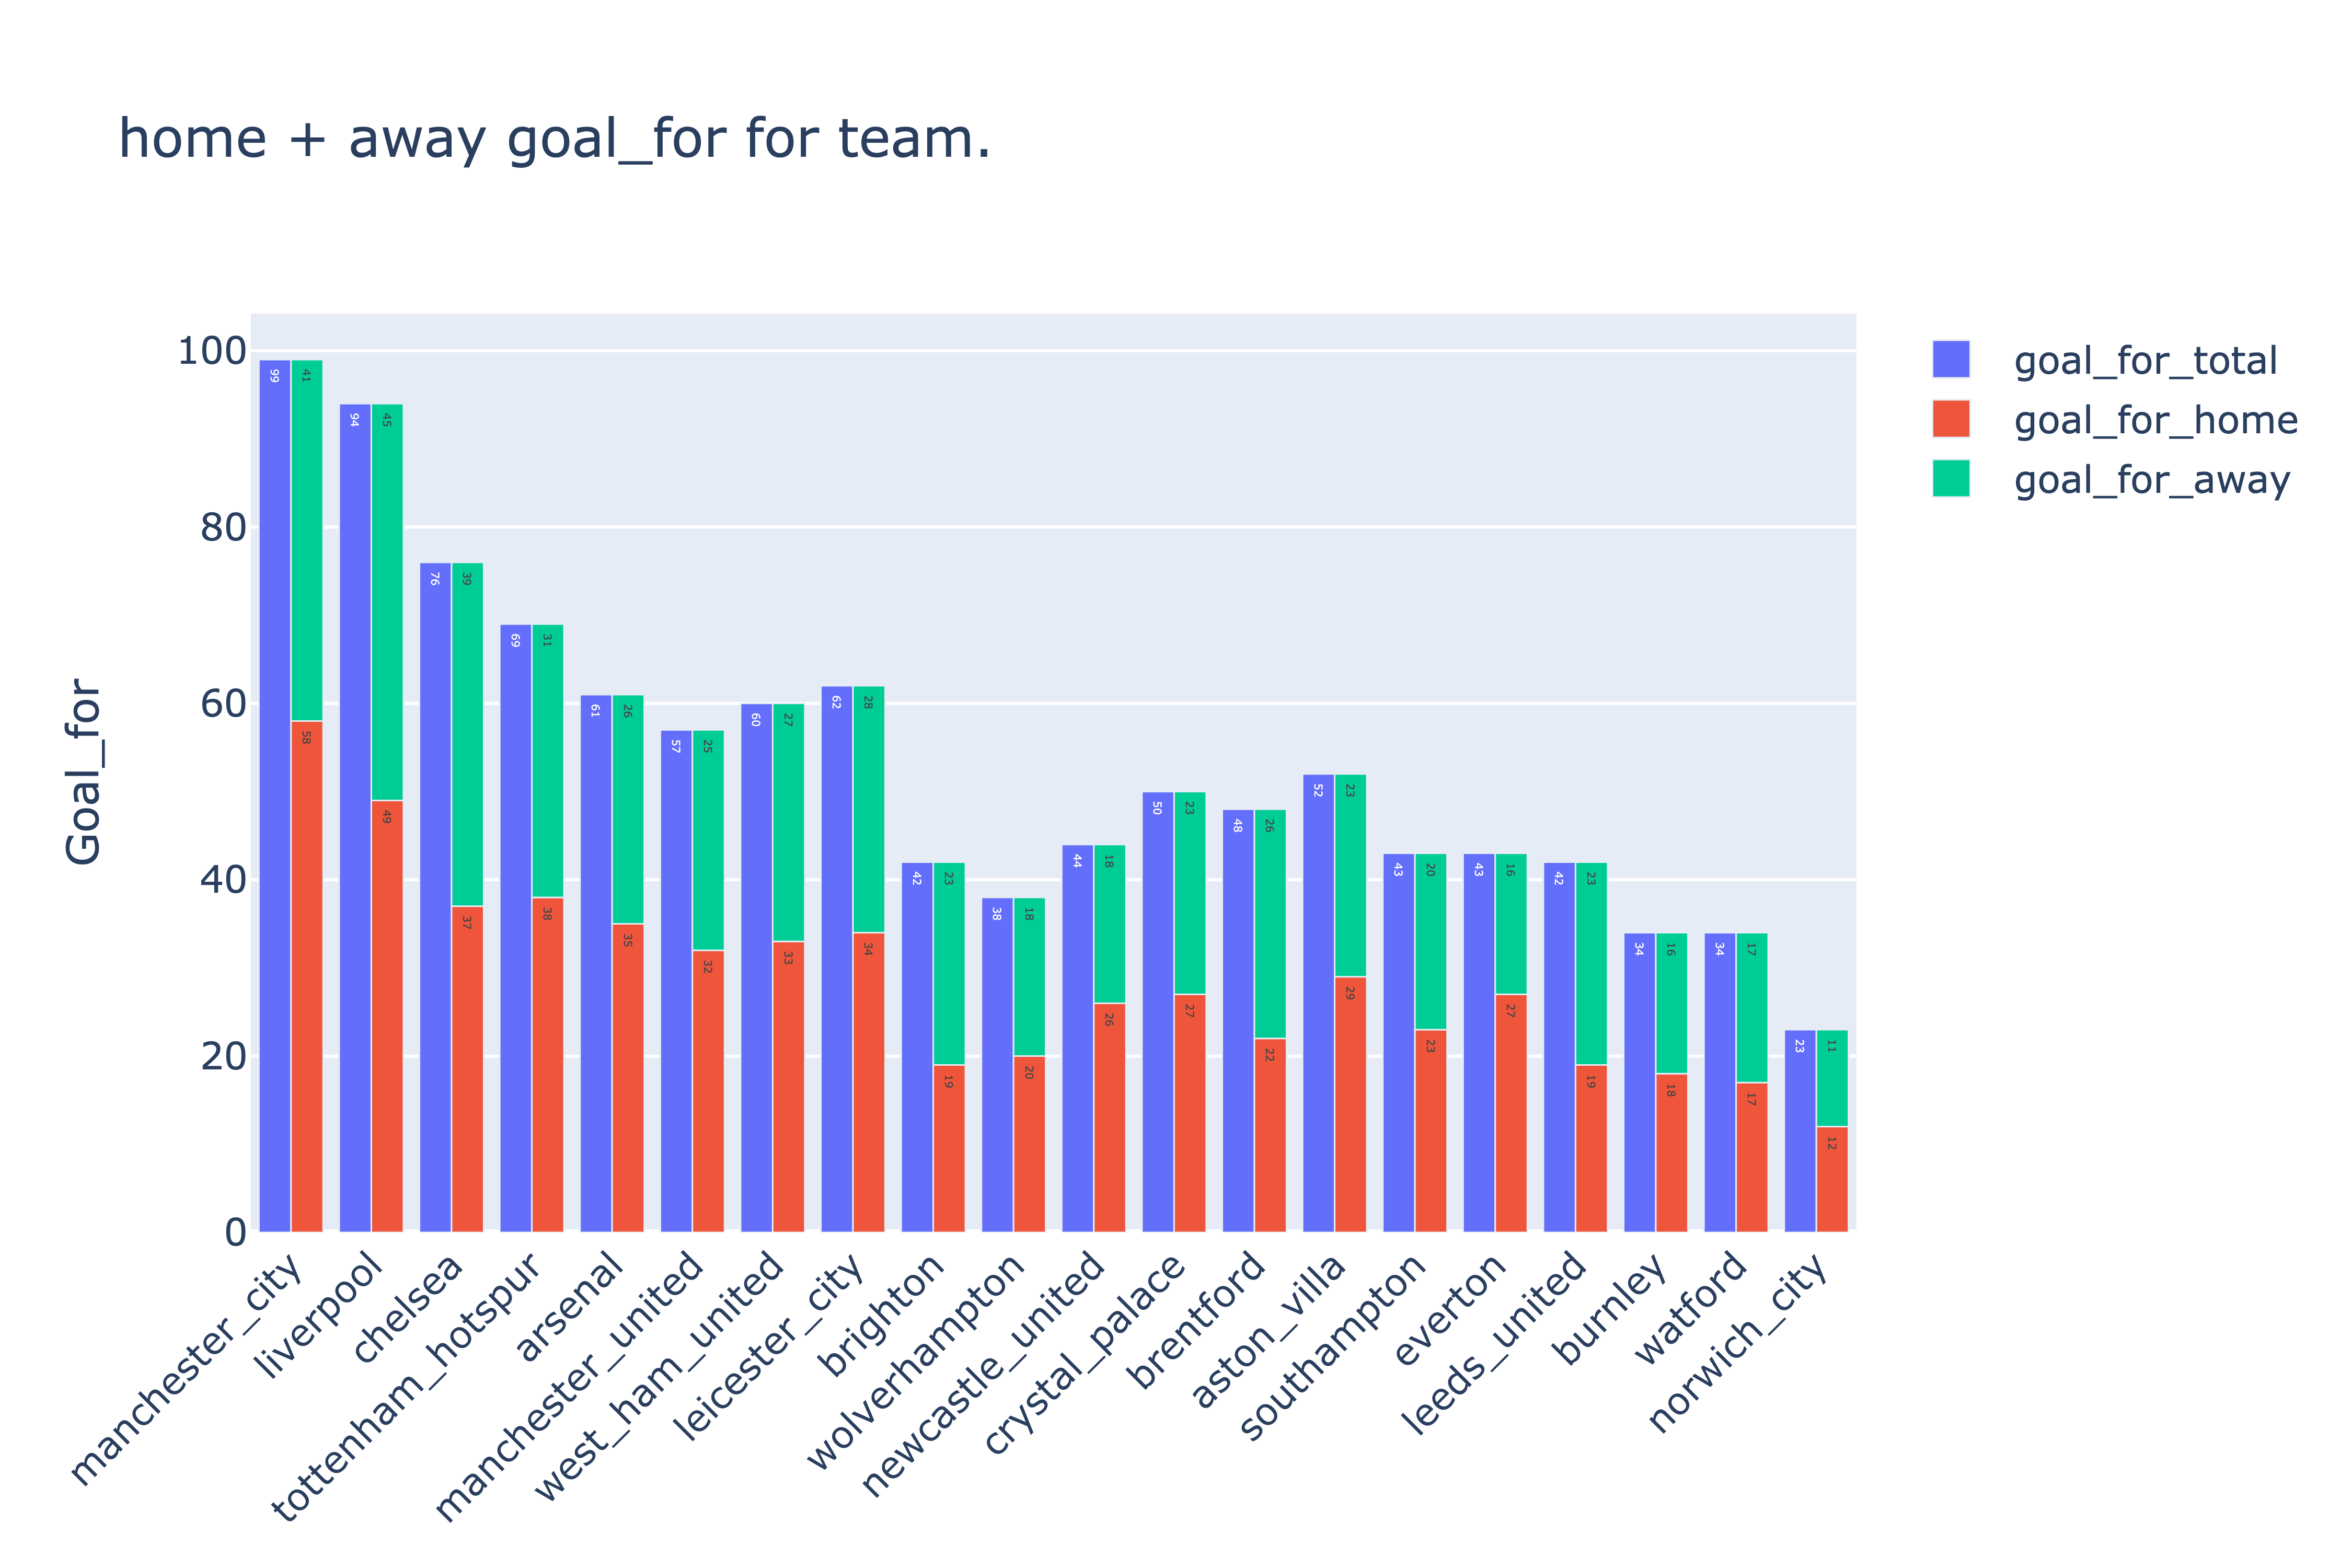 home + away goal_for for team.
goal_for_total
goal_for_home
goal_for_away
Goal_for
100
80
60
40
20
0
99 41 58
94 45 49
76 39 37
69 31 38
61 26 35
57 25 32
60 27 33
62 28 34
42 23 19
38 18 20
44 18 26
50 23 27
48 26 22
52 23 29
43 20 23
43 16 27
42 23 19
34 16 18
34 17 17
23 11 12
manchester_city
liverpool
chelsea
tottenham_hotspur
arsenal
manchester_united
west_ham_united
leicester_city
brighton
wolverhampton
newcastle_united
crystal_palace
brentford
aston_villa
southampton
everton
leeds_united
burnley
watford
norwich_city